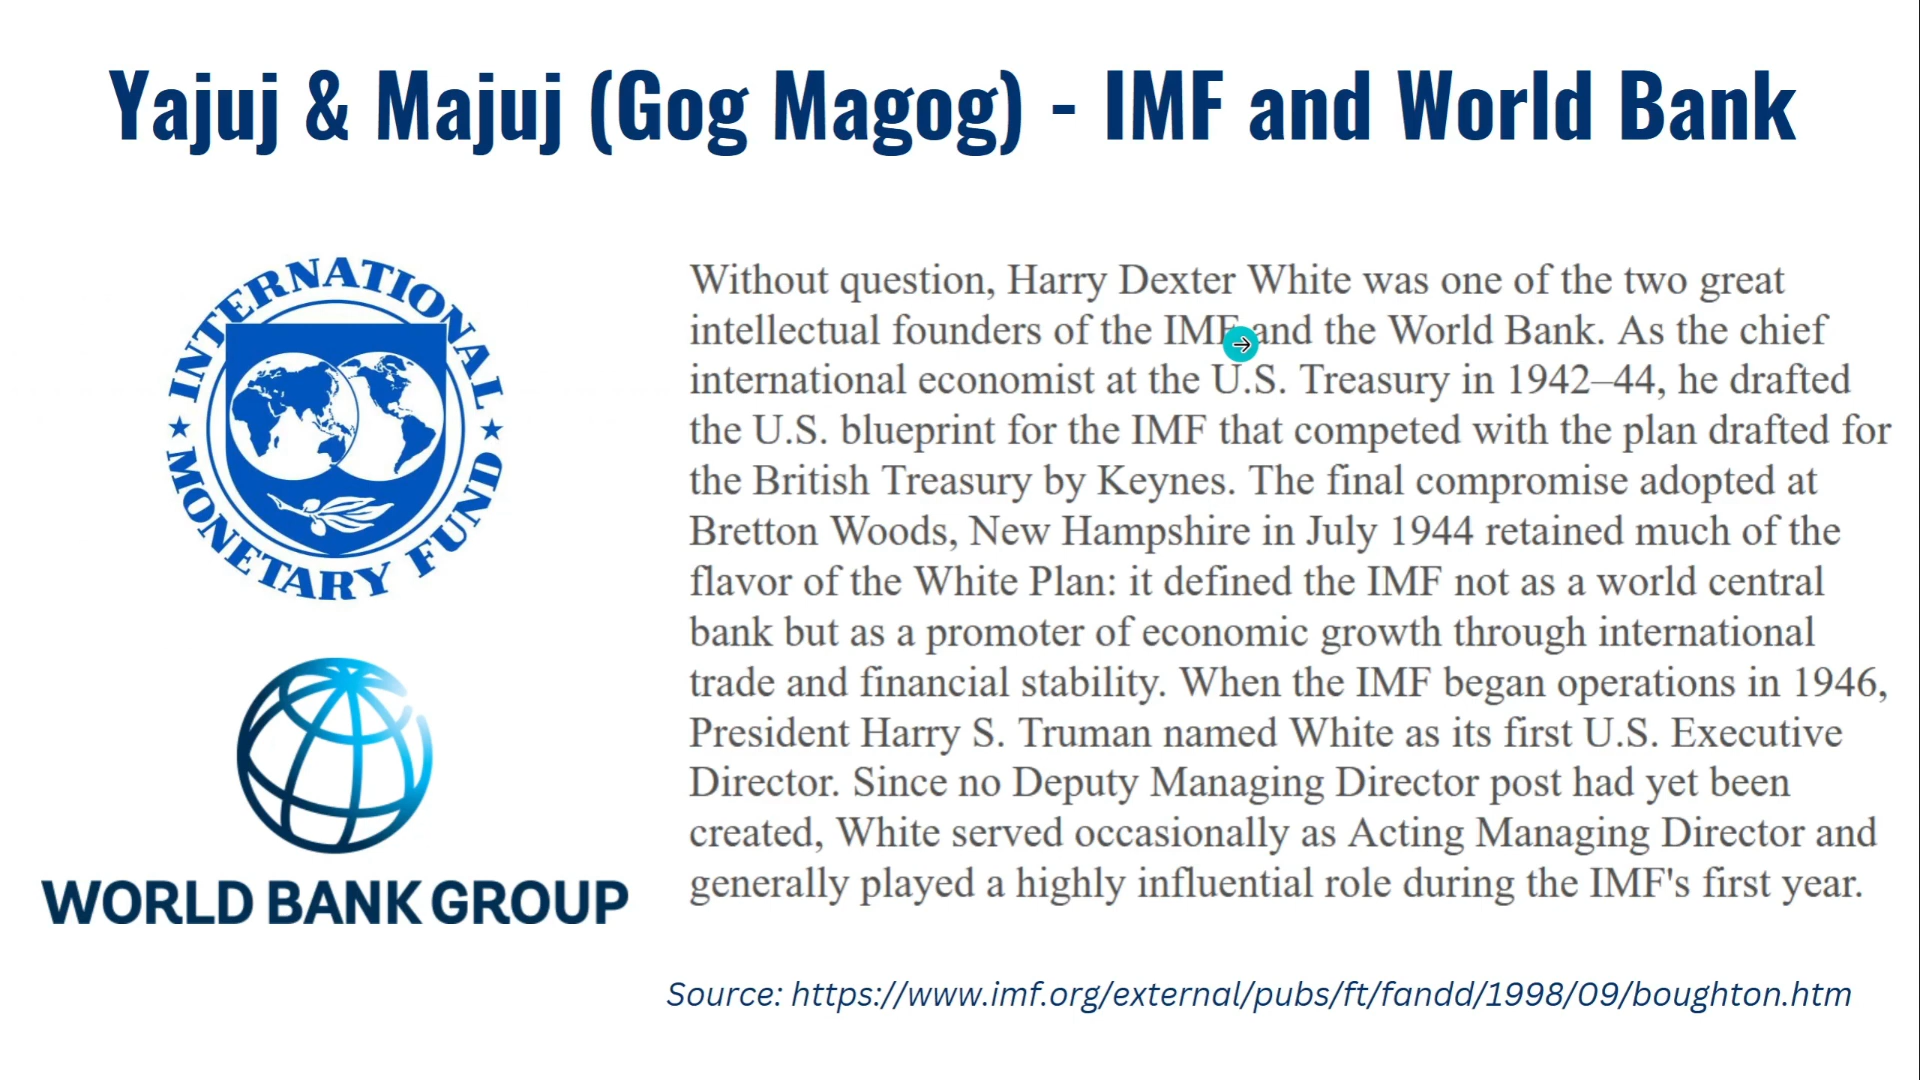 Yajuj & Majuj (Gog Magog) - IMF and World Bank
INTERNATIONAL
MONETARY FUND
WORLD BANK GROUP
Without question, Harry Dexter White was one of the two great
intellectual founders of the IMF and the World Bank. As the chief
international economist at the U.S. Treasury in 1942–44, he drafted
the U.S. blueprint for the IMF that competed with the plan drafted for
the British Treasury by Keynes. The final compromise adopted at
Bretton Woods, New Hampshire in July 1944 retained much of the
flavor of the White Plan: it defined the IMF not as a world central
bank but as a promoter of economic growth through international
trade and financial stability. When the IMF began operations in 1946,
President Harry S. Truman named White as its first U.S. Executive
Director. Since no Deputy Managing Director post had yet been
created, White served occasionally as Acting Managing Director and
generally played a highly influential role during the IMF's first year.
Source: https://www.imf.org/external/pubs/ft/fandd/1998/09/boughton.htm